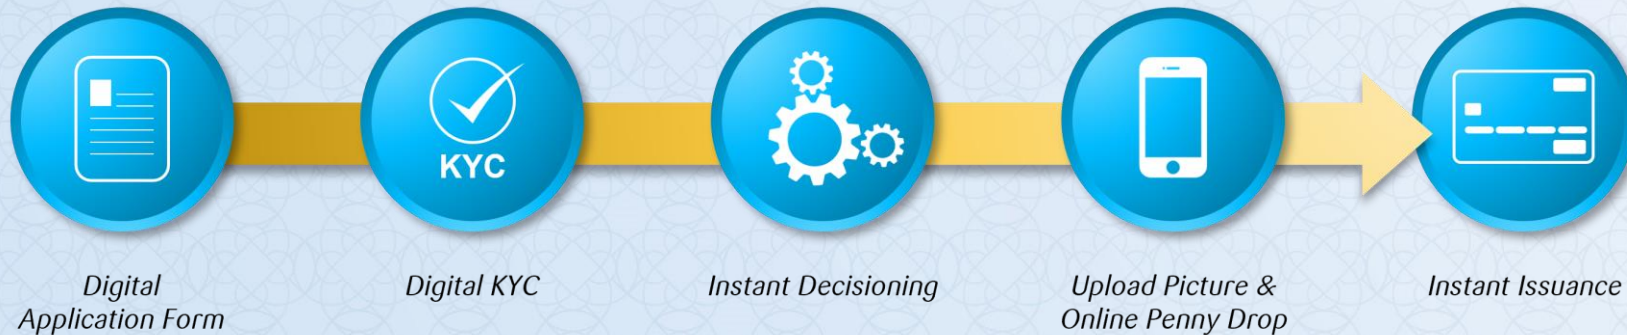 KYC
Digital
Application Form
Digital KYC
Instant Decisioning
Upload Picture &
Online Penny Drop
Instant Issuance